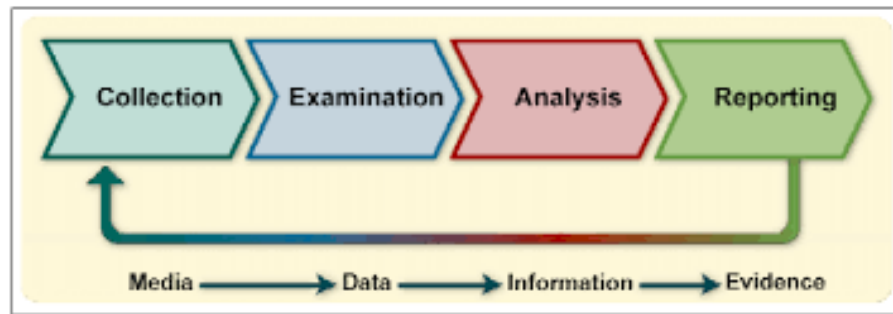 Collection Examination Analysis Reporting
Media Data Information Evidence